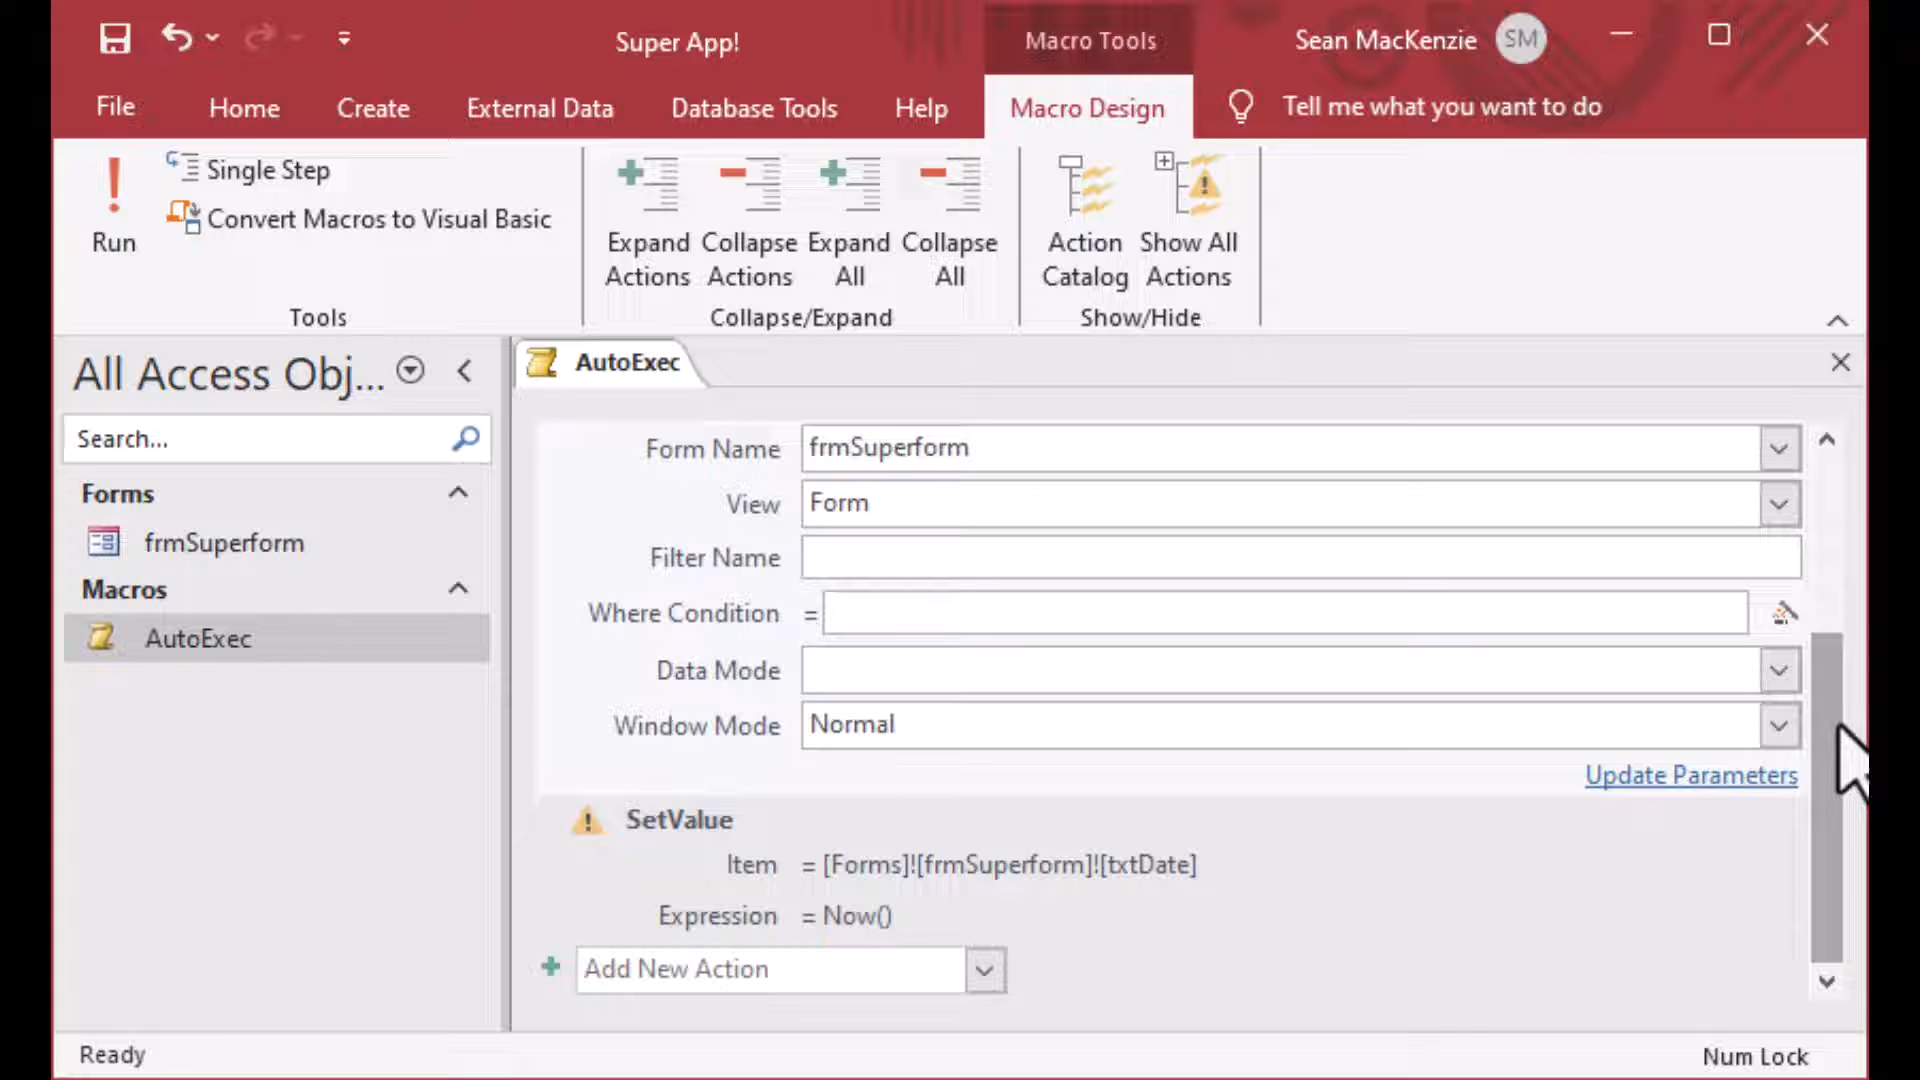 Super App!
Macro Tools
Sean MacKenzie
SM
File
Home
Create
External Data
Database Tools
Help
Macro Design
Tell me what you want to do
Run
Single Step
Convert Macros to Visual Basic
Tools
Expand Actions
Collapse Actions
Expand All
Collapse All
Collapse/Expand
Action Catalog
Show All Actions
Show/Hide
All Access Obj...
Search...
Forms
frmSuperform
Macros
AutoExec
AutoExec
Form Name frmSuperform
View Form
Filter Name
Where Condition =
Data Mode
Window Mode Normal
Update Parameters
SetValue
Item = [Forms]![frmSuperform]![txtDate]
Expression = Now()
Add New Action
Ready
Num Lock